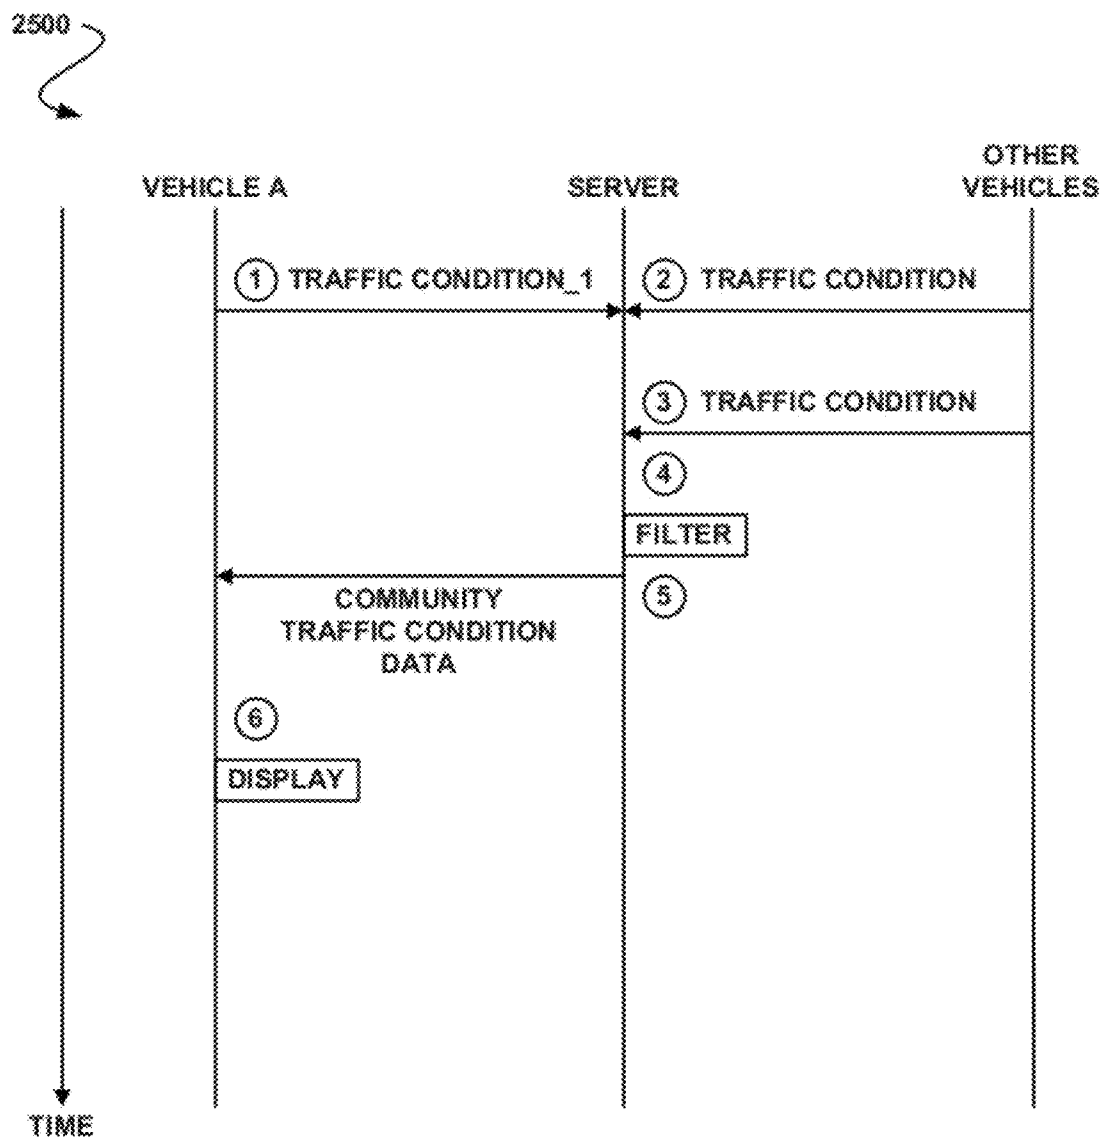 2500
VEHICLE A
SERVER
OTHER
VEHICLES
1 TRAFFIC CONDITION_1
2 TRAFFIC CONDITION
3 TRAFFIC CONDITION
4
FILTER
COMMUNITY
TRAFFIC CONDITION
DATA
5
6
DISPLAY
TIME